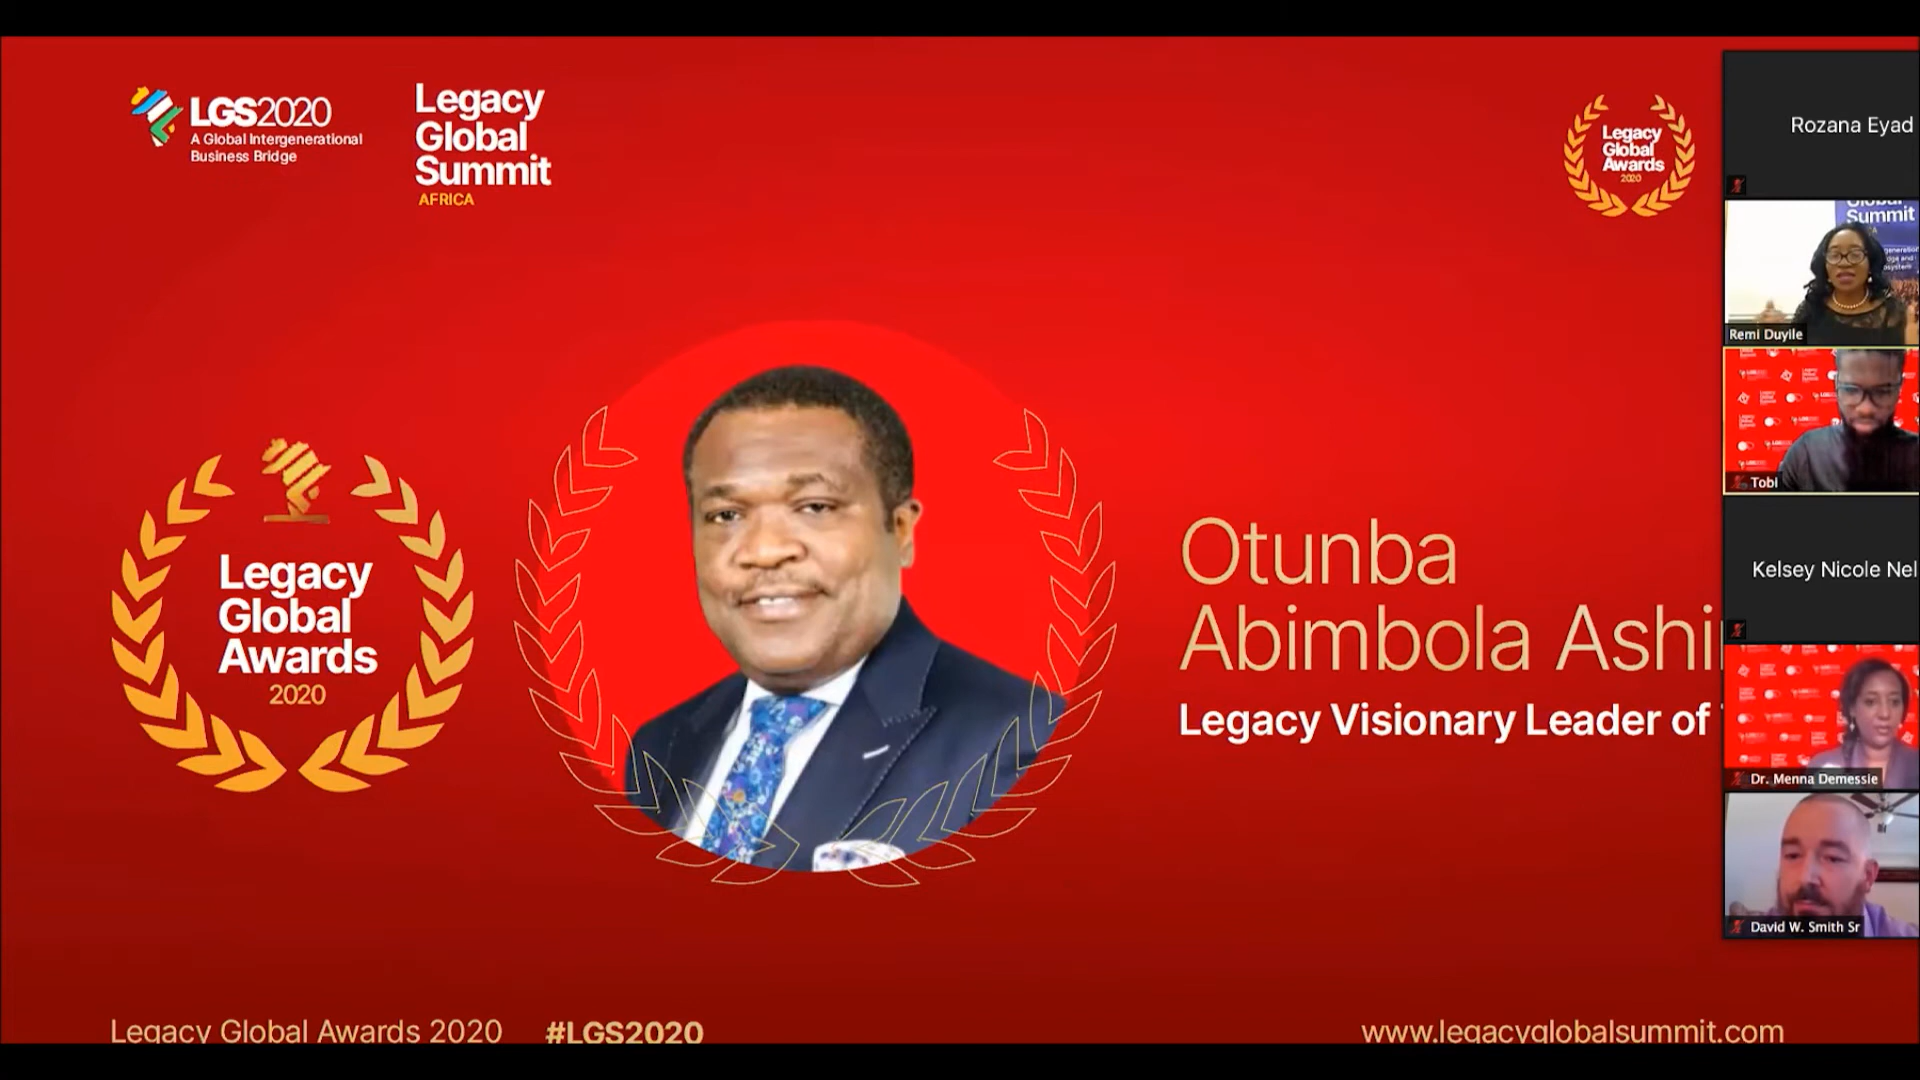 LGS2020
A Global Intergenerational
Business Bridge
Legacy
Global
Summit
AFRICA
Legacy
Global
Awards
2020
Legacy
Global
Awards
2020
Otunba
Abimbola Ashi
Legacy Visionary Leader of
Legacy Global Awards 2020
#LGS2020
www.legacyglobalsummit.com
Rozana Eyad
Summit
Remi Duyile
Tobi
Kelsey Nicole Nel
Dr. Menna Demessie
David W. Smith Sr